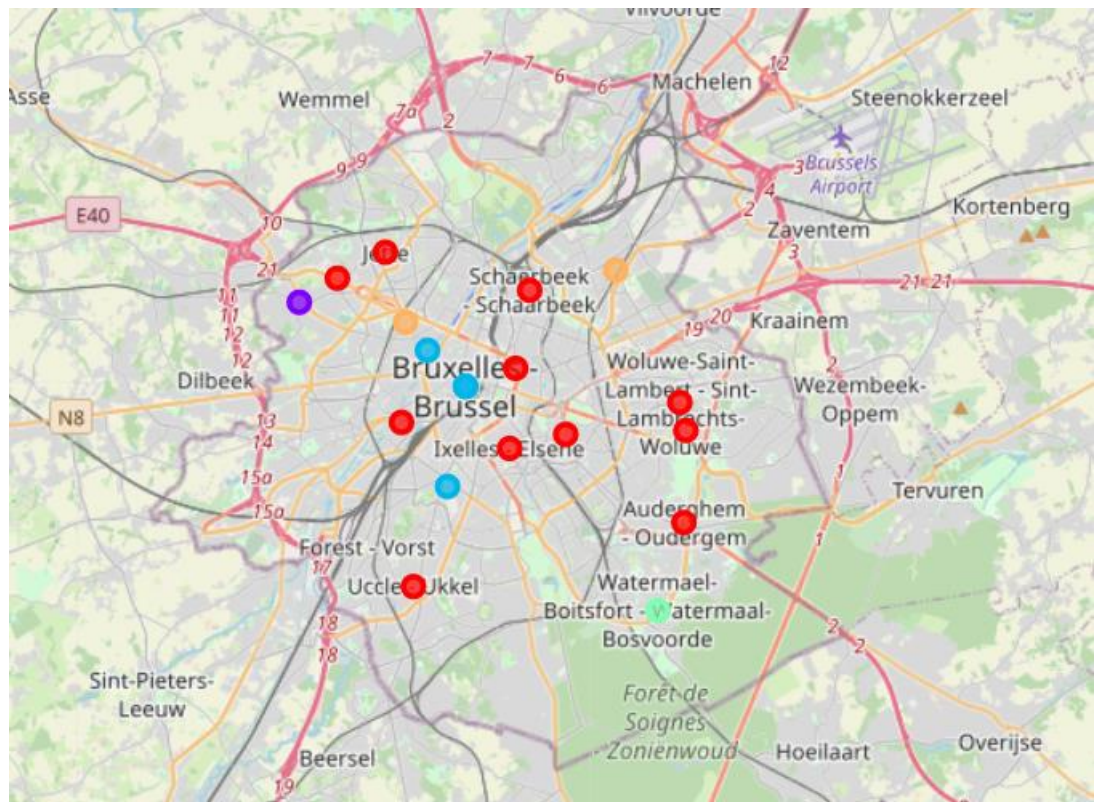 Vilvoorde
12
7
7
6
6
Machelen
Asse
Wemmel
7a
2
Steenokkerzeel
9
9
3
Brussels
Airport
4
2
Kortenberg
E40
10
Zaventem
3
21
Schaerbeek
- Schaarbeek
21
21
11
11
20
19
Kraainem
12
12
Bruxelles -
Brussel
Woluwe-Saint-
Lambert - Sint-
Lambrechts-
Woluwe
Wezembeek-
Oppem
Dilbeek
2
N8
13
14
Ixelles - Elsene
15a
15a
1
1
Tervuren
Auderghem
- Oudergem
Forest - Vorst
17
Uccle - Ukkel
Watermael-
Boitsfort - Watermaal-
Bosvoorde
18
18
2
2
Sint-Pieters-
Leeuw
Forêt de
Soignes
Zoniënwoud
Hoeilaart
Overijse
Beersel
19